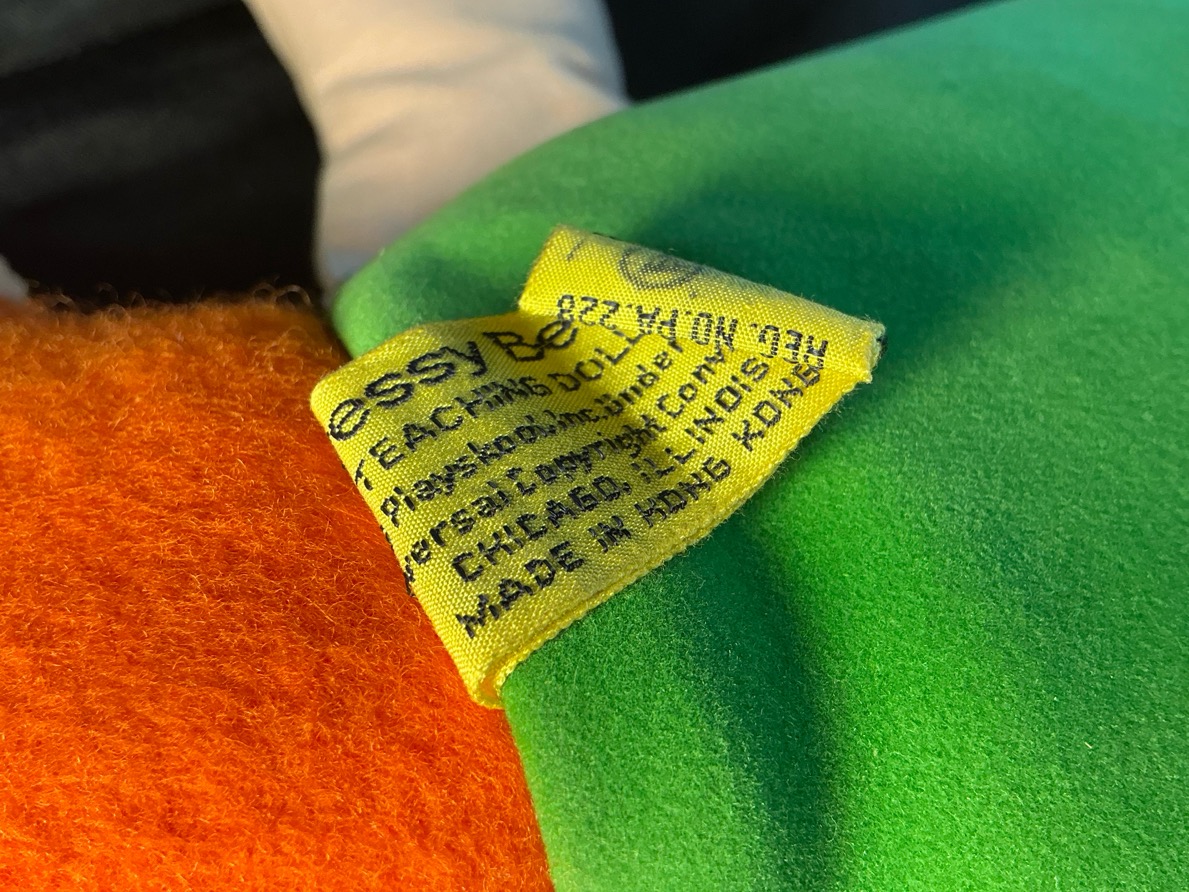 REG. NO. PA. 228
essy Be
TEACHING DOLL
Playskool, Inc. Under
versal Copyright Conv
CHICAGO, ILLINOIS
MADE IN HONG KONG